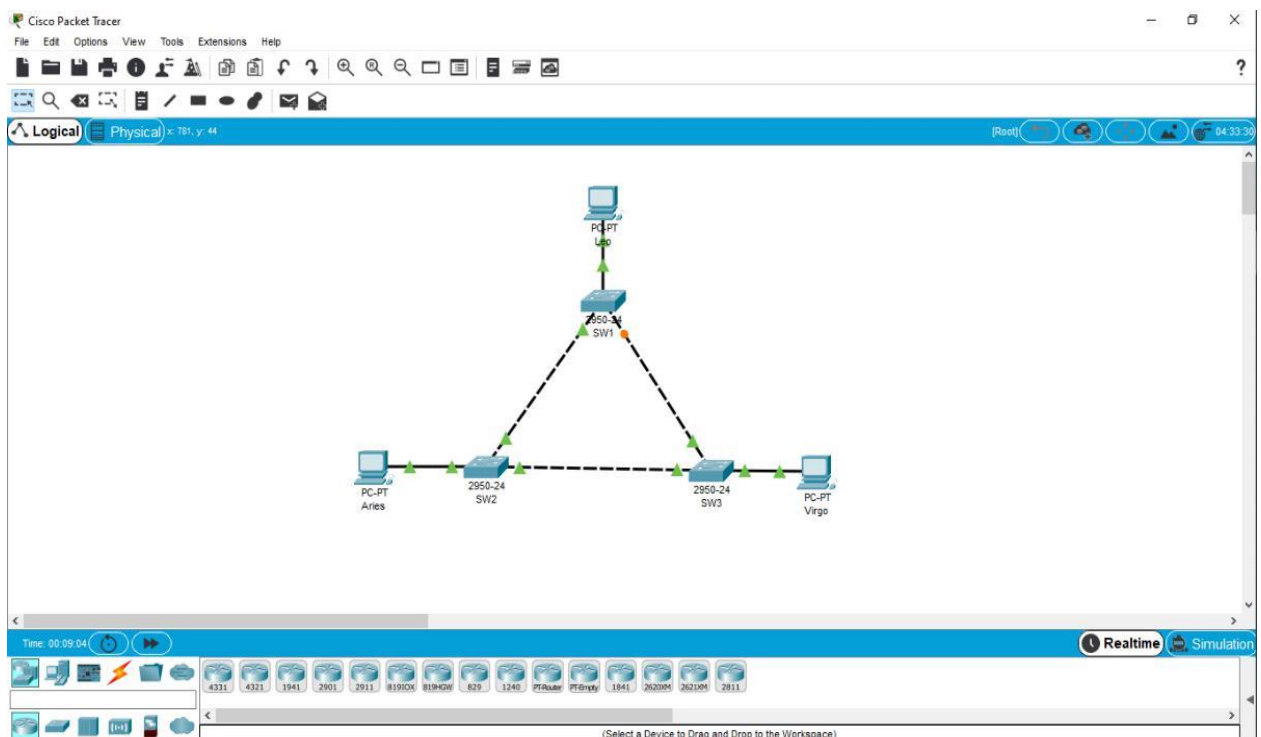 Cisco Packet Tracer
File Edit Options View Tools Extensions Help
?
Logical Physical x: 781, y: 44 [Root] 04:33:30
PC-PT
Leo
2950-24
SW1
PC-PT
Aries
2950-24
SW2
2950-24
SW3
PC-PT
Virgo
Time: 00:09:04 Realtime Simulation
4331 4321 1941 2901 2911 819IOX 819HGW 829 1240 PT-Router PT-Empty 1841 2620XM 2621XM 2811
(Select a Device to Drag and Drop to the Workspace)